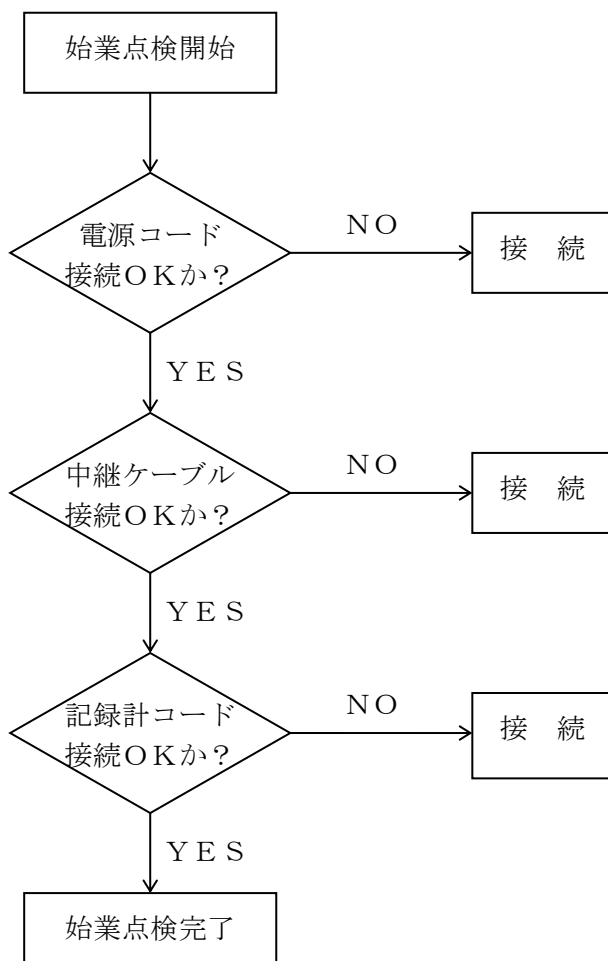 始業点検開始
電源コード
接続ＯＫか？
ＮＯ
接　続
ＹＥＳ
中継ケーブル
接続ＯＫか？
ＮＯ
接　続
ＹＥＳ
記録計コード
接続ＯＫか？
ＮＯ
接　続
ＹＥＳ
始業点検完了